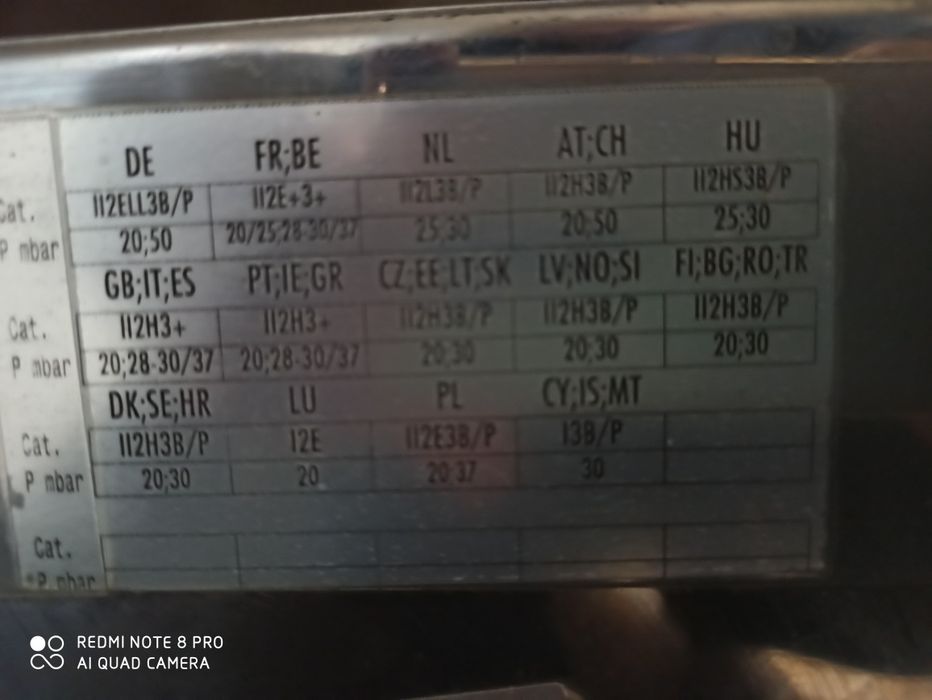 DE FR;BE NL AT;CH HU
Cat. II2ELL3B/P II2E+3+ II2L3B/P II2H3B/P II2HS3B/P
P mbar 20;50 20/25;28-30/37 25;30 20;50 25;30
GB;IT;ES PT;IE;GR CZ;EE;LT;SK LV;NO;SI FI;BG;RO;TR
Cat. II2H3+ II2H3+ II2H3B/P II2H3B/P II2H3B/P
P mbar 20;28-30/37 20;28-30/37 20;30 20;30 20;30
DK;SE;HR LU PL CY;IS;MT
Cat. II2H3B/P I2E II2E3B/P I3B/P
P mbar 20;30 20 20;37 30
Cat.
P mbar
REDMI NOTE 8 PRO
AI QUAD CAMERA